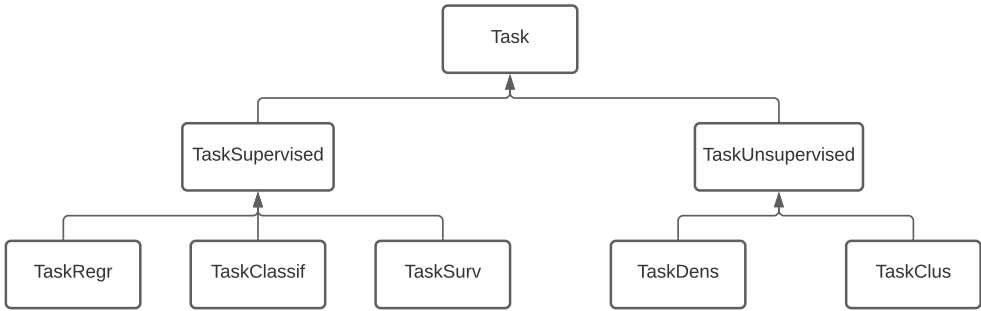 Task
TaskSupervised
TaskUnsupervised
TaskRegr
TaskClassif
TaskSurv
TaskDens
TaskClus